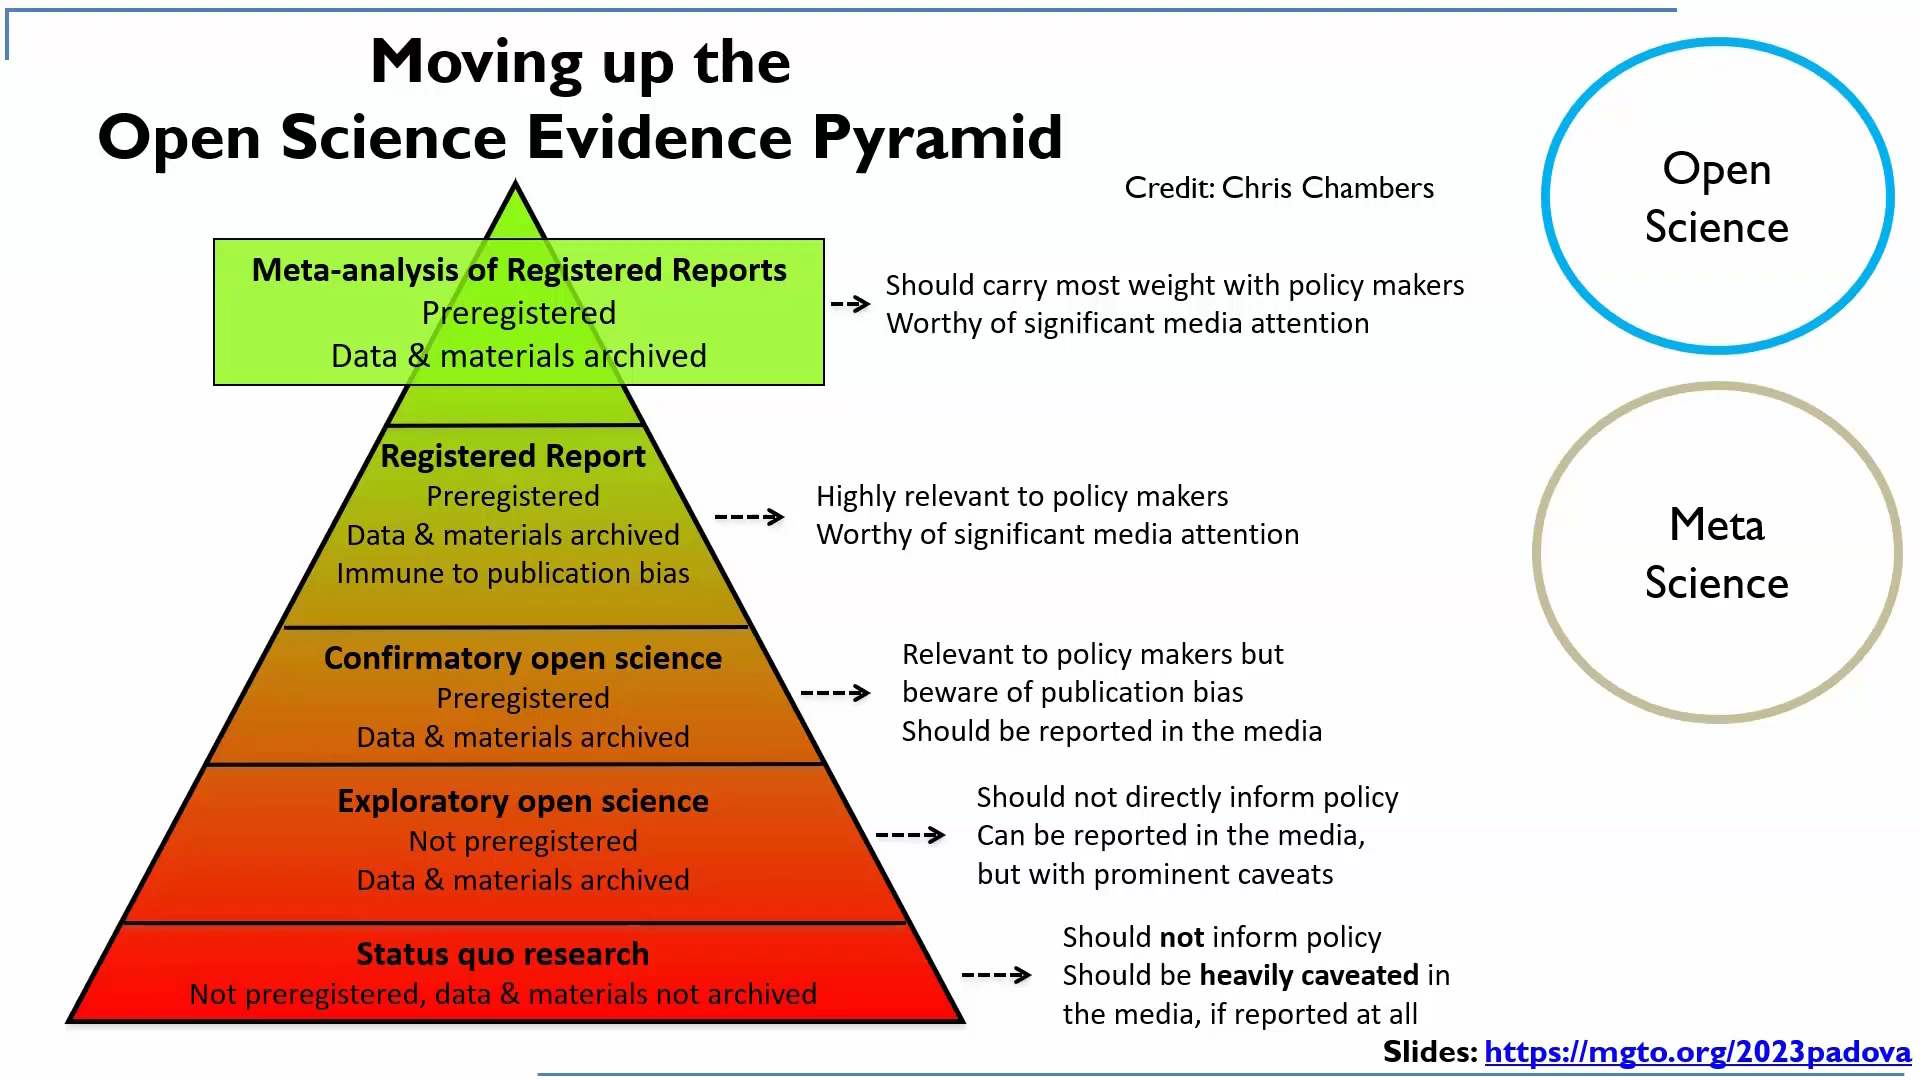 Moving up the
Open Science Evidence Pyramid
Credit: Chris Chambers
Open
Science
Meta
Science
Meta-analysis of Registered Reports
Preregistered
Data & materials archived
Should carry most weight with policy makers
Worthy of significant media attention
Registered Report
Preregistered
Data & materials archived
Immune to publication bias
Highly relevant to policy makers
Worthy of significant media attention
Confirmatory open science
Preregistered
Data & materials archived
Relevant to policy makers but
beware of publication bias
Should be reported in the media
Exploratory open science
Not preregistered
Data & materials archived
Should not directly inform policy
Can be reported in the media,
but with prominent caveats
Status quo research
Not preregistered, data & materials not archived
Should not inform policy
Should be heavily caveated in
the media, if reported at all
Slides: https://mgto.org/2023padova